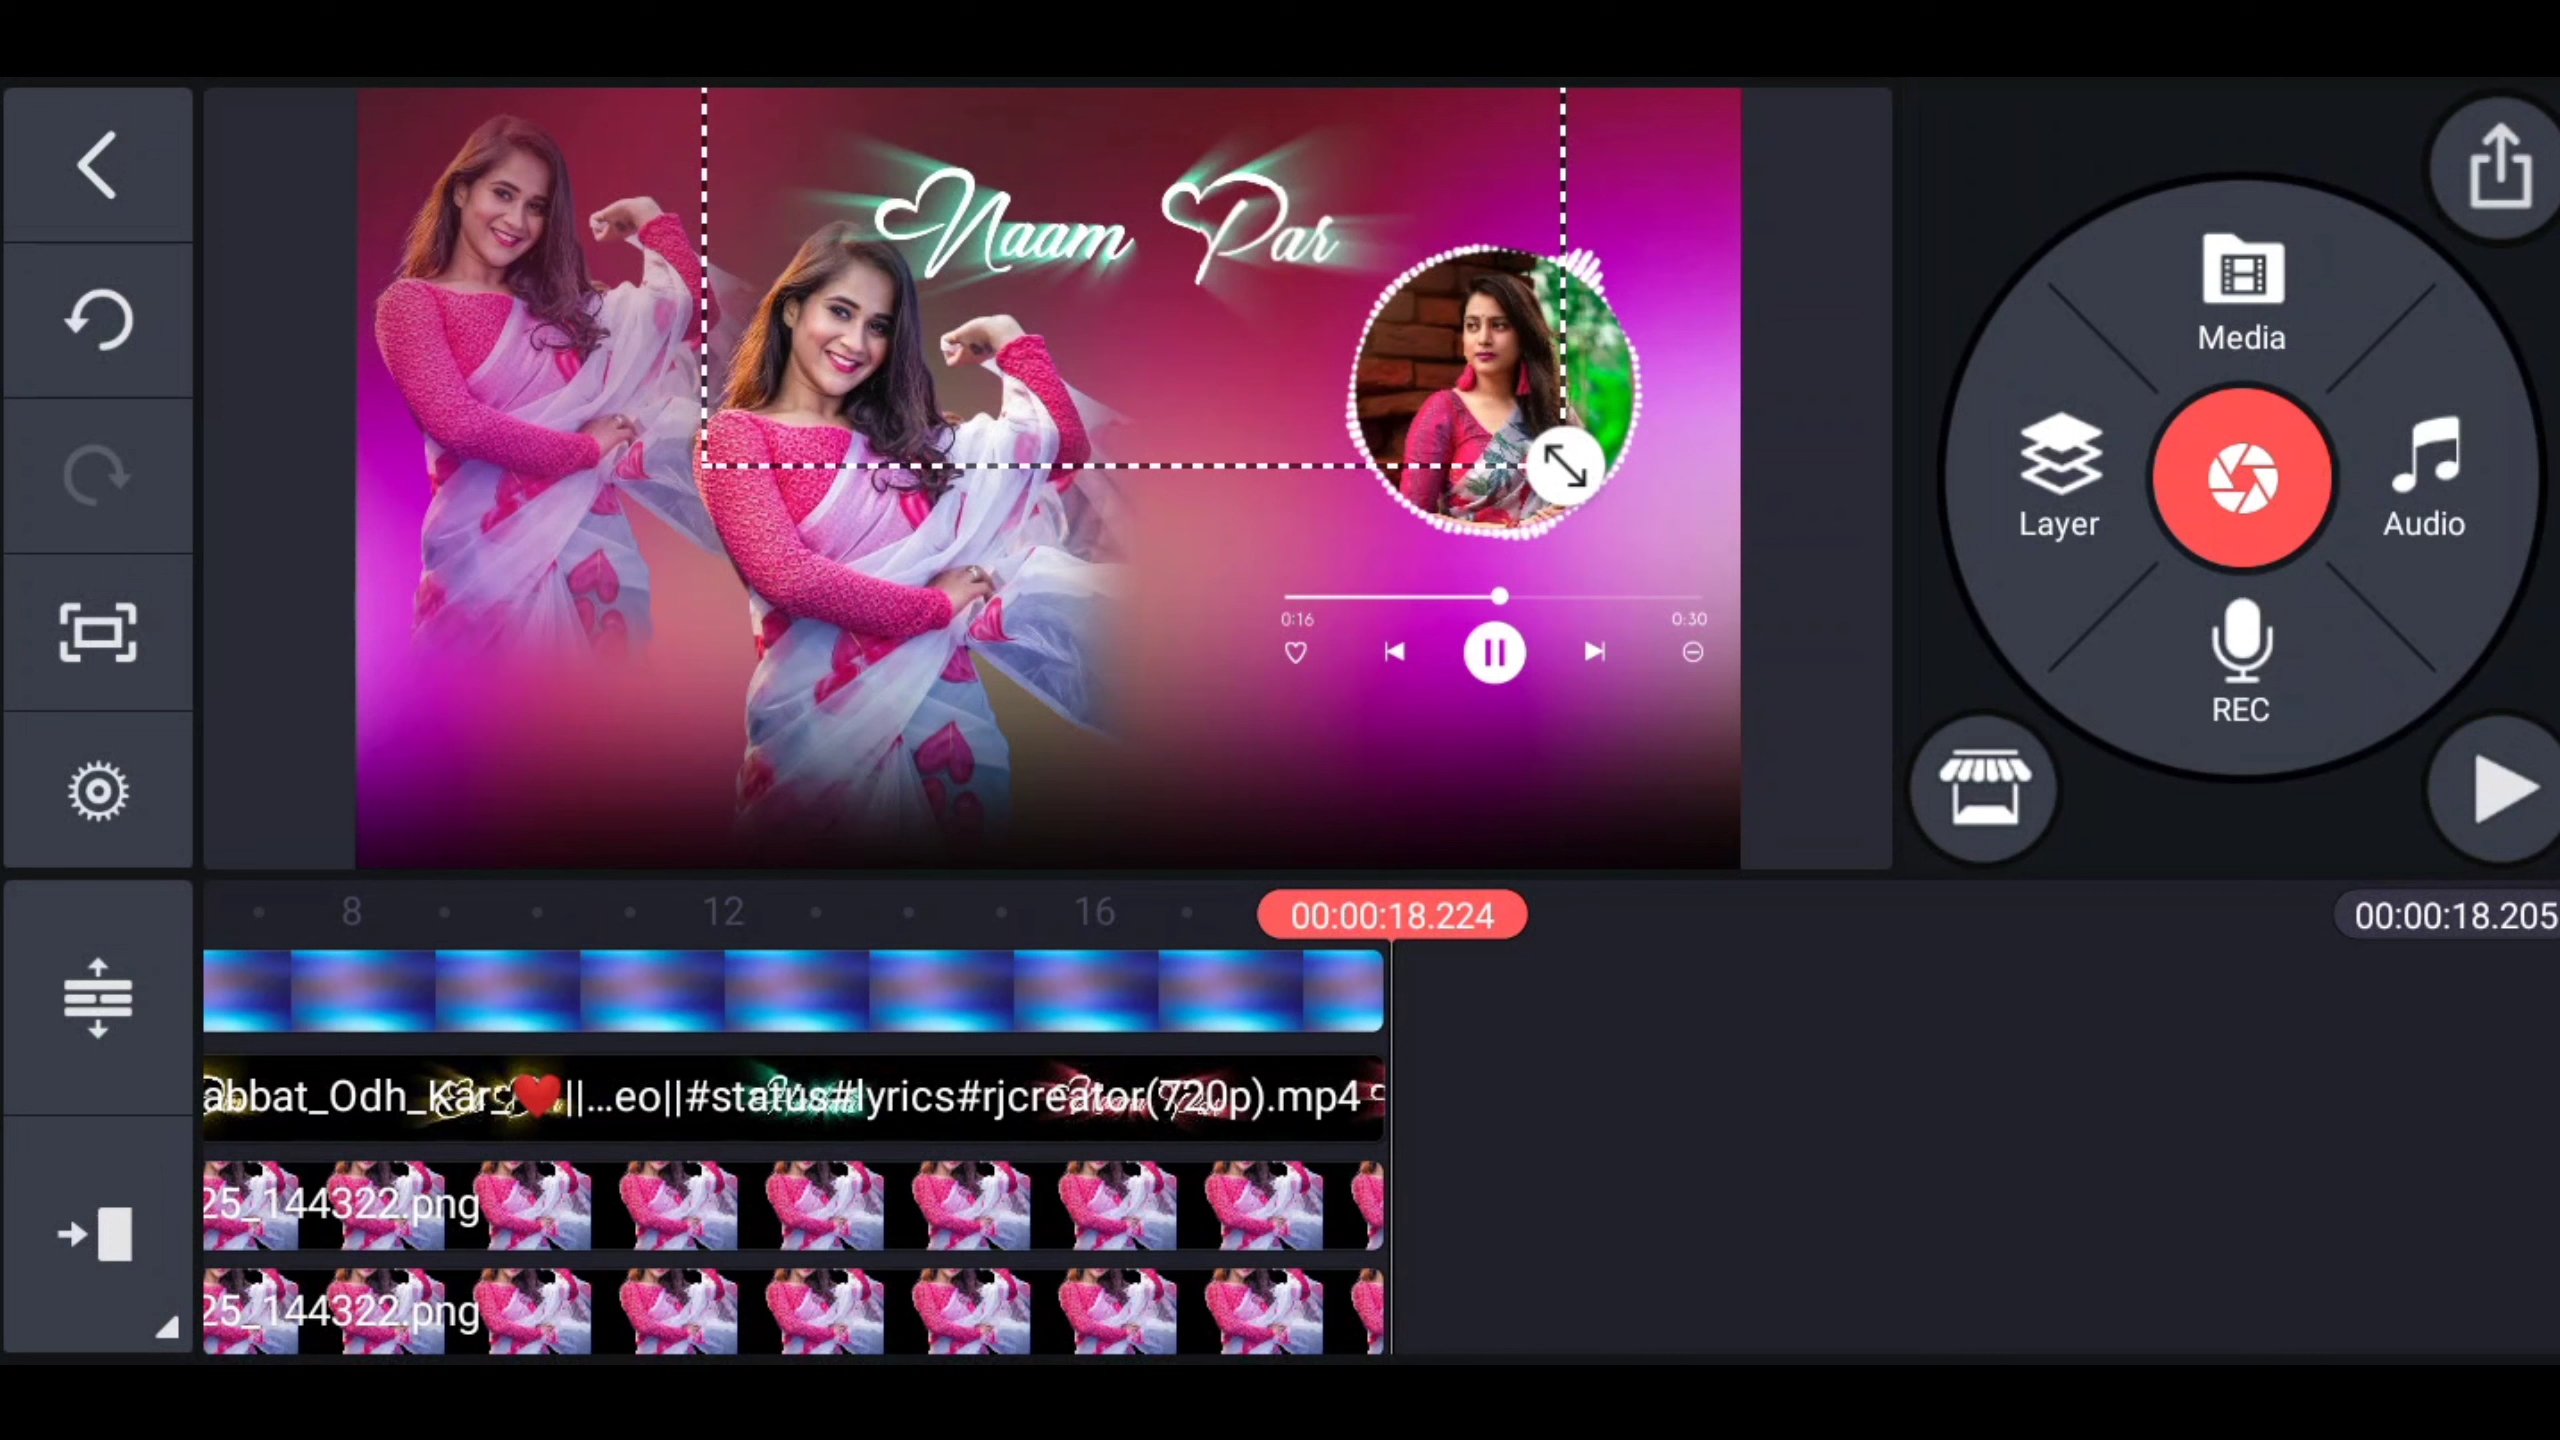 Naam Par
Media
Layer
Audio
REC
0:16
0:30
8
12
16
00:00:18.224
00:00:18.205
abbat_Odh_Kar_❤️||...eo||#status#lyrics#rjcreator(720p).mp4
25_144322.png
25_144322.png